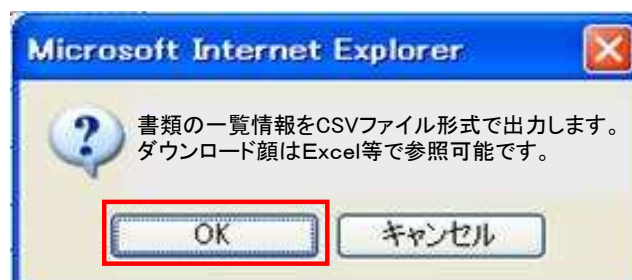 Microsoft Internet Explorer
書類の一覧情報をCSVファイル形式で出力します。
ダウンロード顔はExcel等で参照可能です。
OK
キャンセル